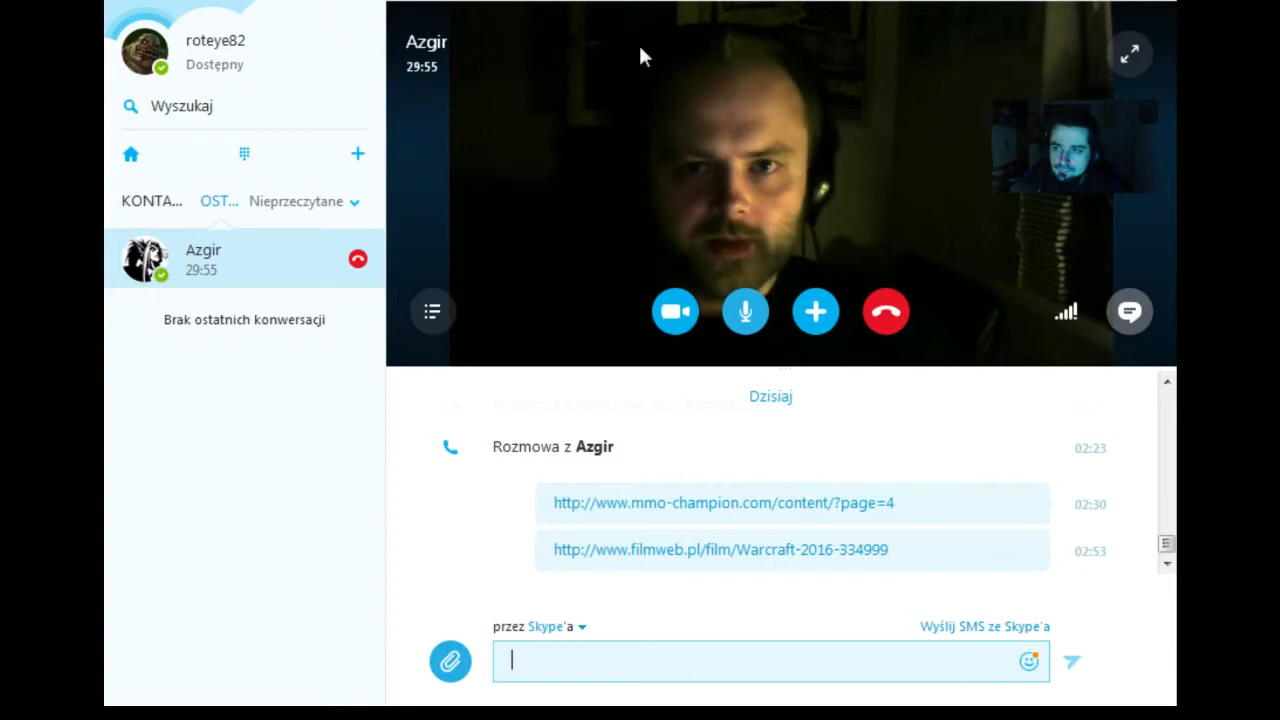 roteye82
Dostępny
Wyszukaj
KONTA... OST... Nieprzeczytane
Azgir
29:55
Brak ostatnich konwersacji
Azgir
29:55
Dzisiaj
Rozmowa z Azgir 02:23
http://www.mmo-champion.com/content/?page=4 02:30
http://www.filmweb.pl/film/Warcraft-2016-334999 02:53
przez Skype'a Wyślij SMS ze Skype'a